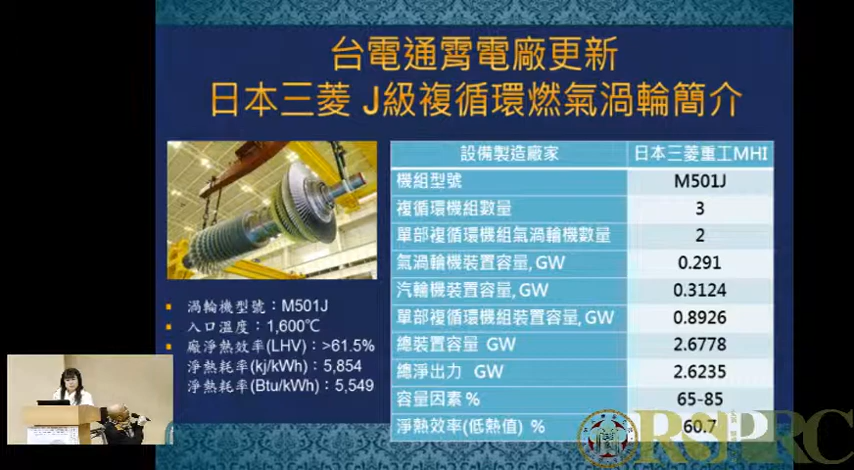 台電通霄電廠更新
日本三菱 J級複循環燃氣渦輪簡介
設備製造廠家 日本三菱重工MHI
機組型號 M501J
複循環機組數量 3
單部複循環機組氣渦輪機數量 2
氣渦輪機裝置容量,GW 0.291
汽輪機裝置容量,GW 0.3124
單部複循環機組裝置容量,GW 0.8926
總裝置容量 GW 2.6778
總淨出力 GW 2.6235
容量因素% 65-85
淨熱效率(低熱值) % 60.7
渦輪機型號：M501J
入口溫度：1,600℃
廠淨熱效率(LHV)：>61.5%
淨熱耗率(kj/kWh)：5,854
淨熱耗率(Btu/kWh)：5,549
RSPRC